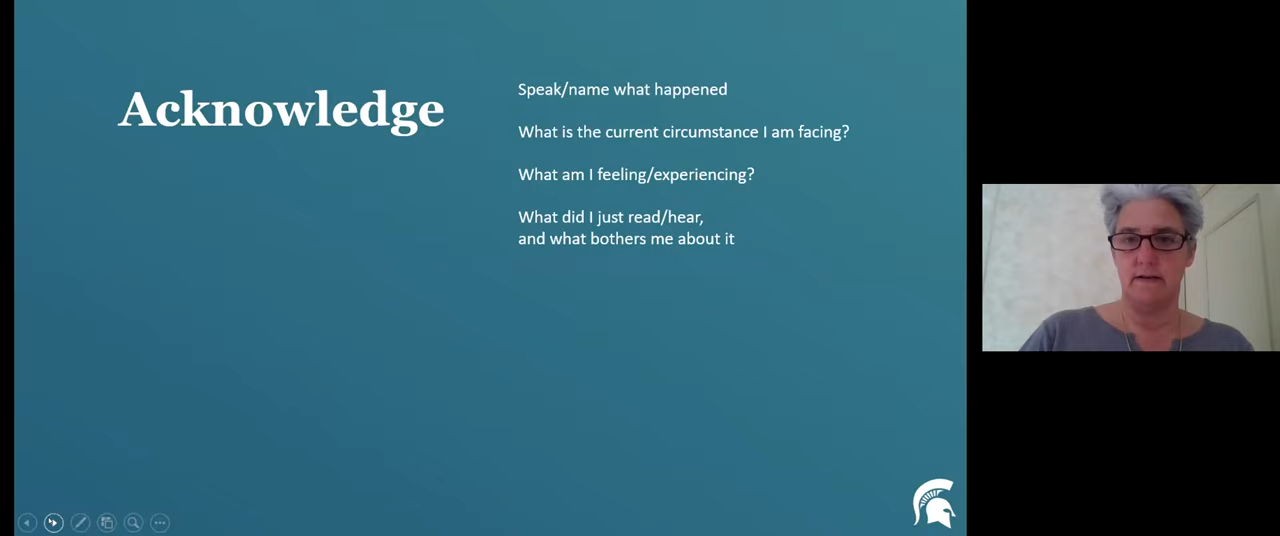 Acknowledge
Speak/name what happened
What is the current circumstance I am facing?
What am I feeling/experiencing?
What did I just read/hear,
and what bothers me about it